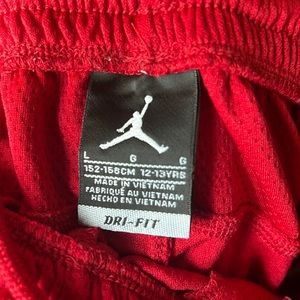 L G G
152-158CM 12-13YRS
MADE IN VIETNAM
FABRIQUÉ AU VIETNAM
HECHO EN VIETNAM
DRI-FIT